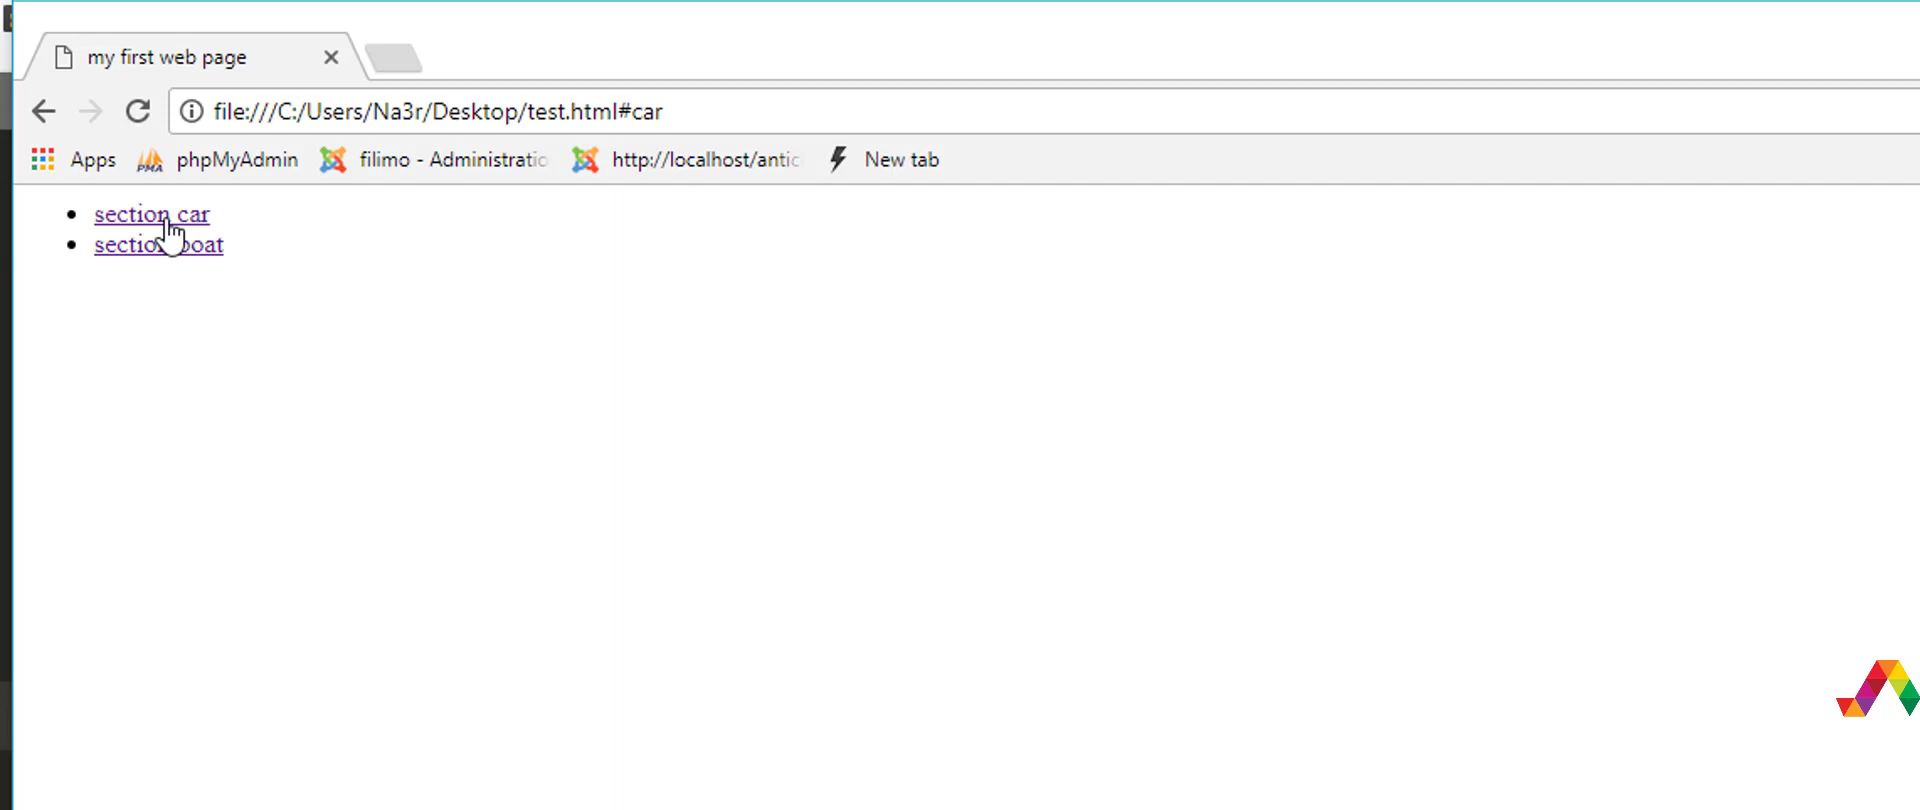 my first web page
file:///C:/Users/Na3r/Desktop/test.html#car
Apps PMA phpMyAdmin filimo - Administratio http://localhost/antic New tab
section car
section boat